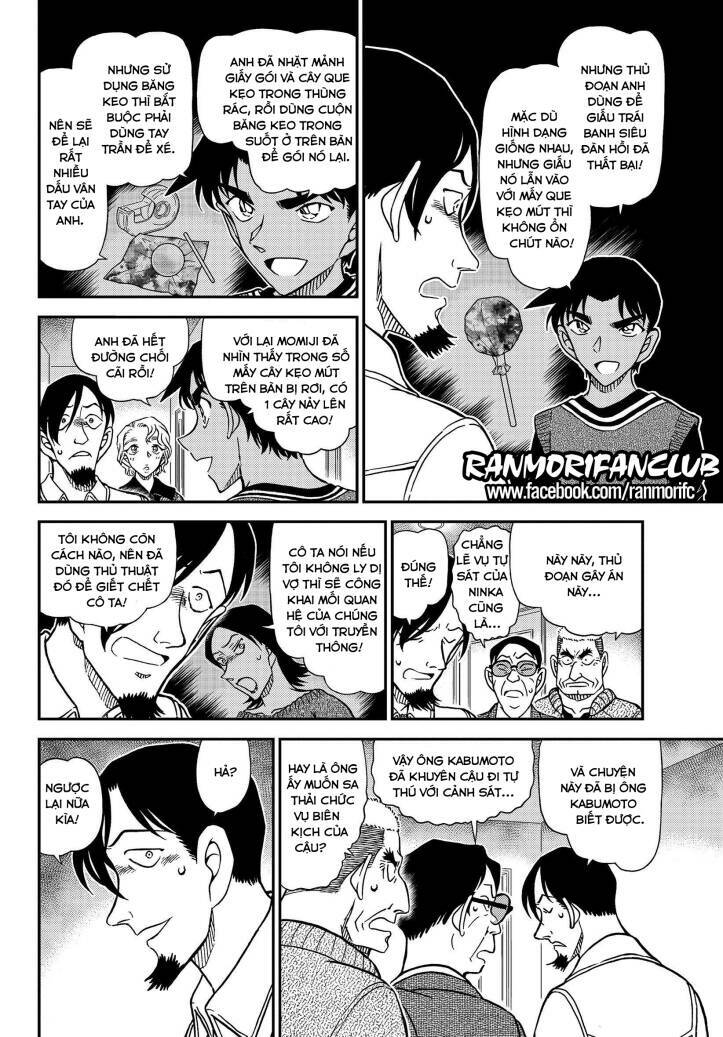 NHƯNG THỦ
ĐOẠN ANH
DÙNG ĐỂ
GIẤU TRÁI
BANH SIÊU
ĐÀN HỒI ĐÃ
THẤT BẠI!
MẶC DÙ
HÌNH DẠNG
GIỐNG NHAU,
NHƯNG GIẤU
NÓ LẪN VÀO
VỚI MẤY QUE
KẸO MÚT THÌ
KHÔNG ỔN
CHÚT NÀO!
ANH ĐÃ NHẶT MẢNH
GIẤY GÓI VÀ CÂY QUE
KẸO TRONG THÙNG
RÁC, RỒI DÙNG CUỘN
BĂNG KEO TRONG
SUỐT Ở TRÊN BÀN
ĐỂ GÓI NÓ LẠI.
NHƯNG SỬ
DỤNG BĂNG
KEO THÌ BẮT
BUỘC PHẢI
DÙNG TAY
TRẦN ĐỂ XÉ.
NÊN SẼ
ĐỂ LẠI
RẤT
NHIỀU
DẤU VÂN
TAY CỦA
ANH.
VỚI LẠI MOMIJI ĐÃ
NHÌN THẤY TRONG SỐ
MẤY CÂY KẸO MÚT
TRÊN BÀN BỊ RƠI, CÓ
1 CÂY NẢY LÊN
RẤT CAO!
ANH ĐÃ HẾT
ĐƯỜNG CHỐI
CÃI RỒI!
RANMORIFANCLUB
www.facebook.com/ranmorifc
NÀY NÀY, THỦ
ĐOẠN GÂY ÁN
NÀY...
CHẲNG
LẼ VỤ TỰ
SÁT CỦA
NINKA
CŨNG
LÀ...
ĐÚNG
THẾ!
CÔ TA NÓI NẾU
TÔI KHÔNG LY DỊ
VỢ THÌ SẼ CÔNG
KHAI MỐI QUAN
HỆ CỦA CHÚNG
TÔI VỚI TRUYỀN
THÔNG!
TÔI KHÔNG CÒN
CÁCH NÀO, NÊN ĐÃ
DÙNG THỦ THUẬT
ĐÓ ĐỂ GIẾT CHẾT
CÔ TA!
VÀ CHUYỆN
NÀY ĐÃ BỊ ÔNG
KABUMOTO
BIẾT ĐƯỢC.
VẬY ÔNG KABUMOTO
ĐÃ KHUYÊN CẬU ĐI TỰ
THÚ VỚI CẢNH SÁT...
HAY LÀ ÔNG
ẤY MUỐN SA
THẢI CHỨC
VỤ BIÊN
KỊCH CỦA
CẬU?
HẢ?
NGƯỢC
LẠI NỮA
KÌA!